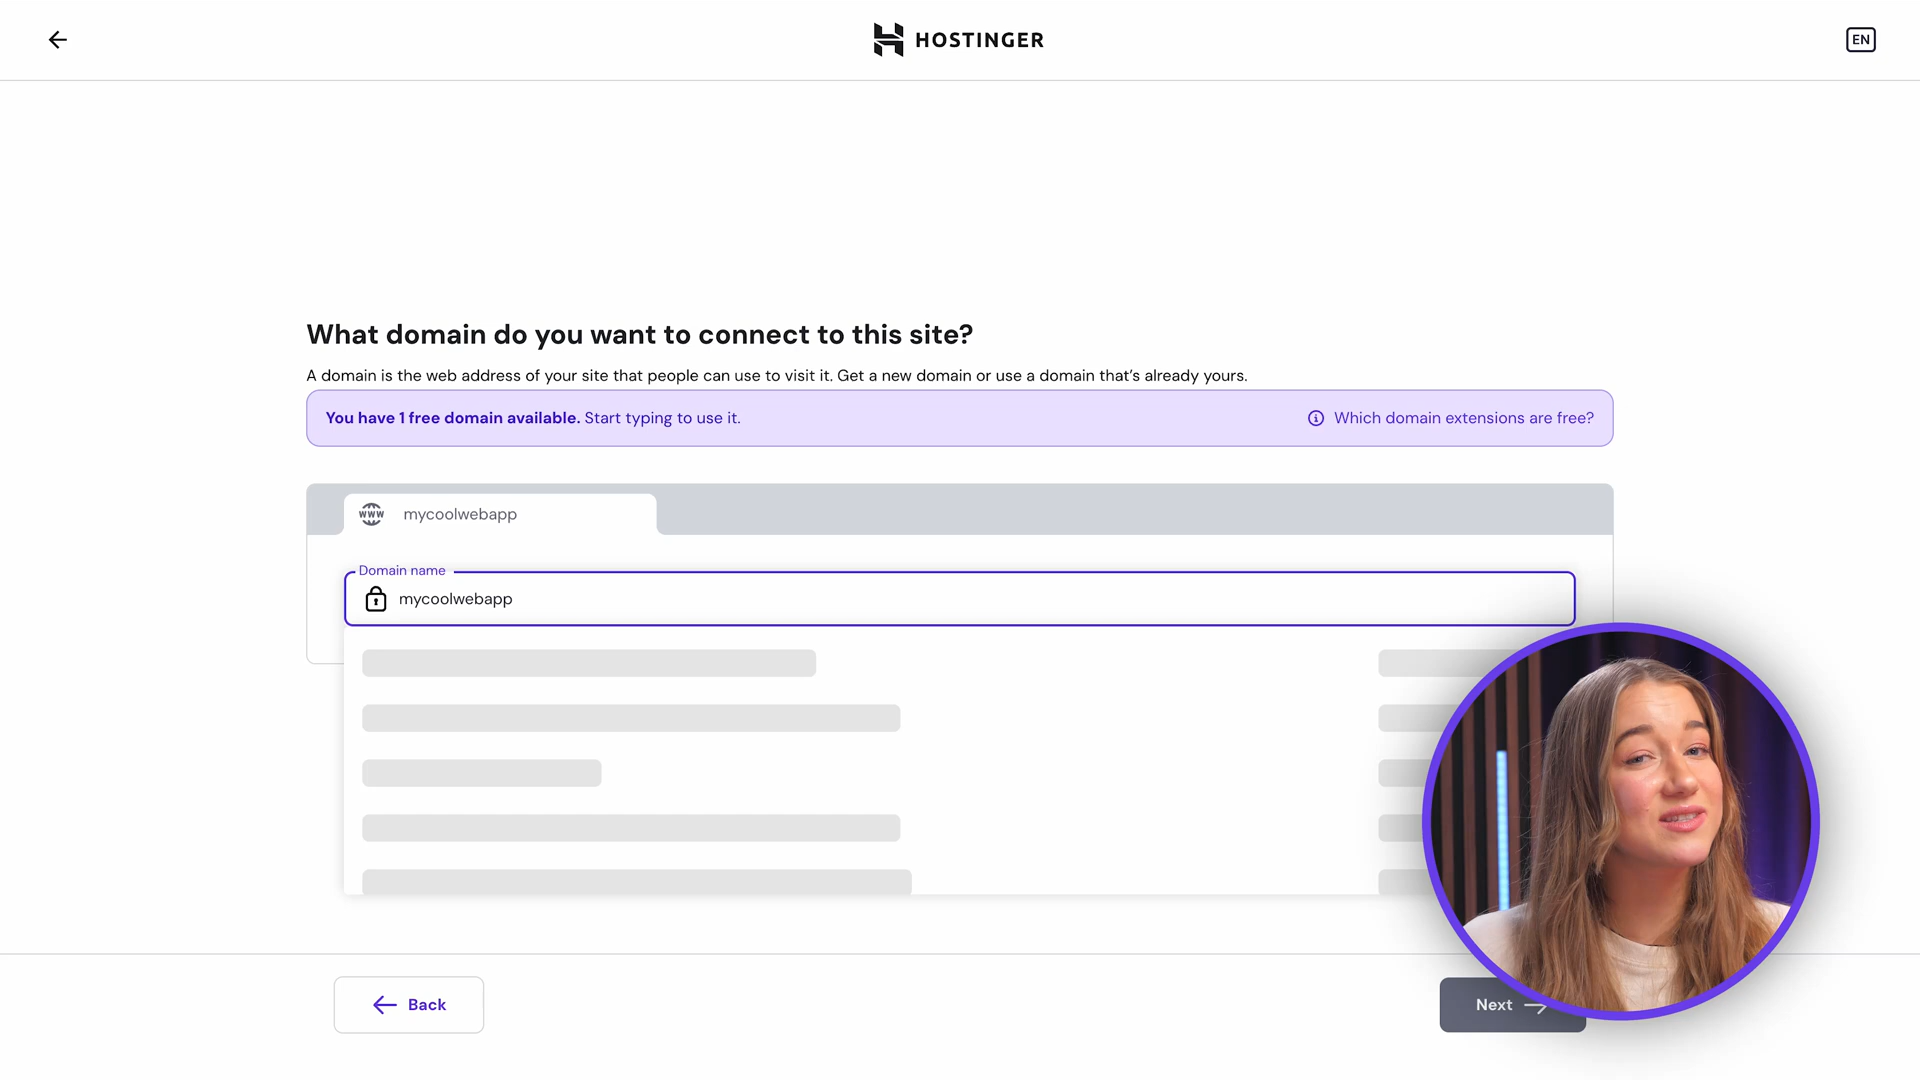 HOSTINGER
EN
What domain do you want to connect to this site?
A domain is the web address of your site that people can use to visit it. Get a new domain or use a domain that’s already yours.
You have 1 free domain available. Start typing to use it.
Which domain extensions are free?
www
mycoolwebapp
Domain name
mycoolwebapp
Back
Next